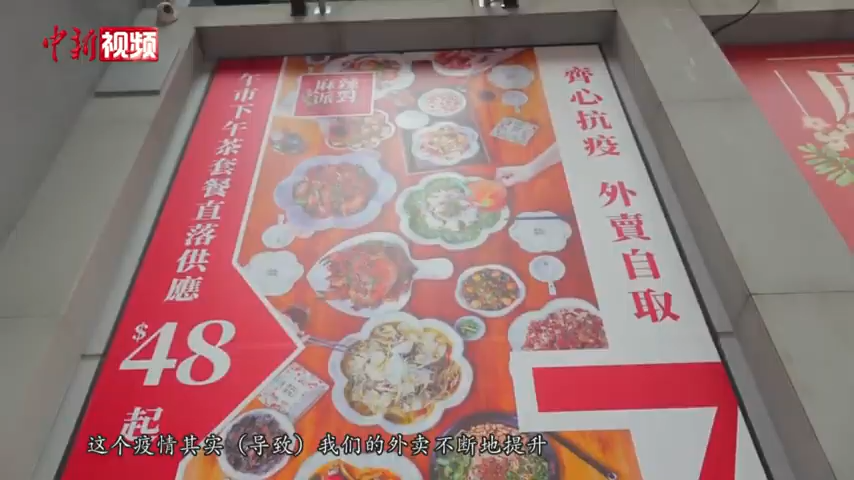 中新视频
麻辣
派對
午市下午茶套餐直落供應
$48
起
齊心抗疫 外賣自取
这个疫情其实（导致）我们的外卖不断地提升